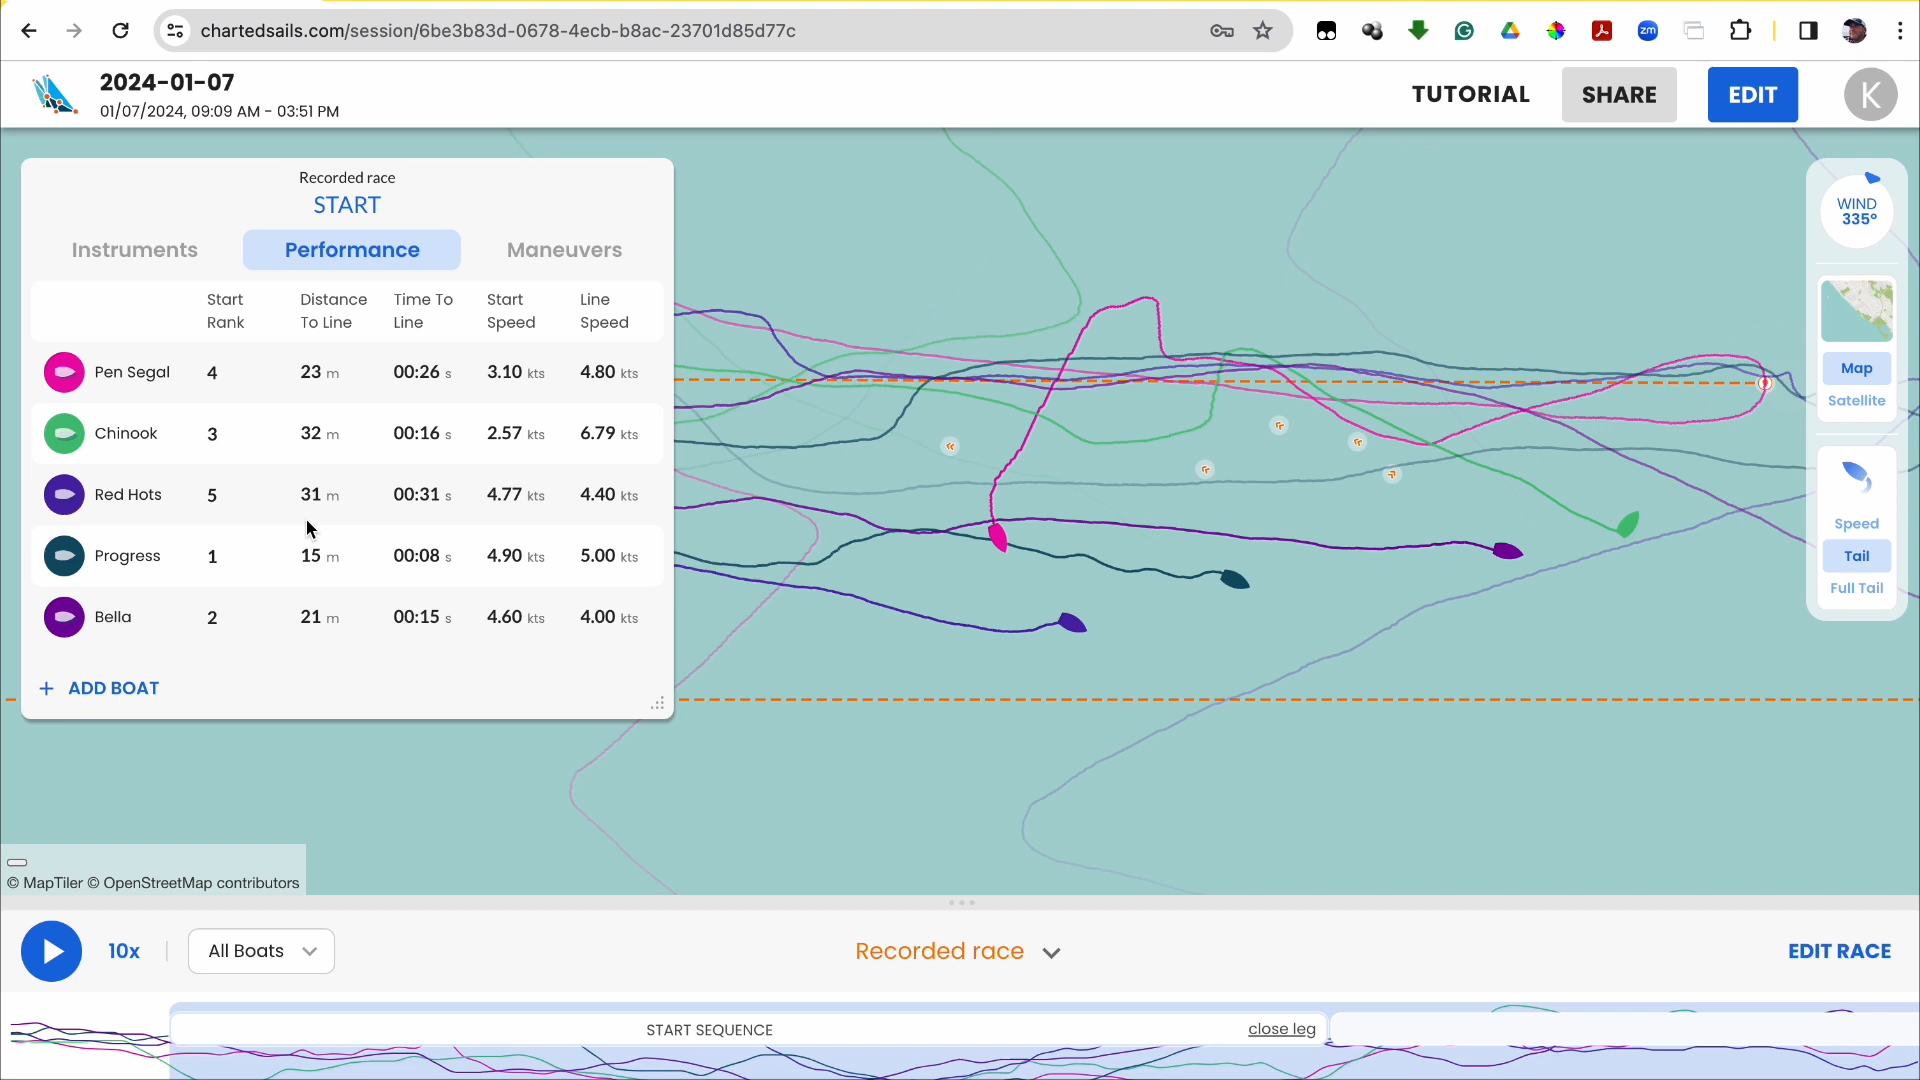 chartedsails.com/session/6be3b83d-0678-4ecb-b8ac-23701d85d77c
zm
2024-01-07
01/07/2024, 09:09 AM - 03:51 PM
TUTORIAL
SHARE
EDIT
K
Recorded race
START
Instruments
Performance
Maneuvers
Start Rank
Distance To Line
Time To Line
Start Speed
Line Speed
Pen Segal 4 23 m 00:26 s 3.10 kts 4.80 kts
Chinook 3 32 m 00:16 s 2.57 kts 6.79 kts
Red Hots 5 31 m 00:31 s 4.77 kts 4.40 kts
Progress 1 15 m 00:08 s 4.90 kts 5.00 kts
Bella 2 21 m 00:15 s 4.60 kts 4.00 kts
+ ADD BOAT
WIND
335°
Map
Satellite
Speed
Tail
Full Tail
© MapTiler © OpenStreetMap contributors
10x
All Boats
Recorded race
EDIT RACE
START SEQUENCE
close leg